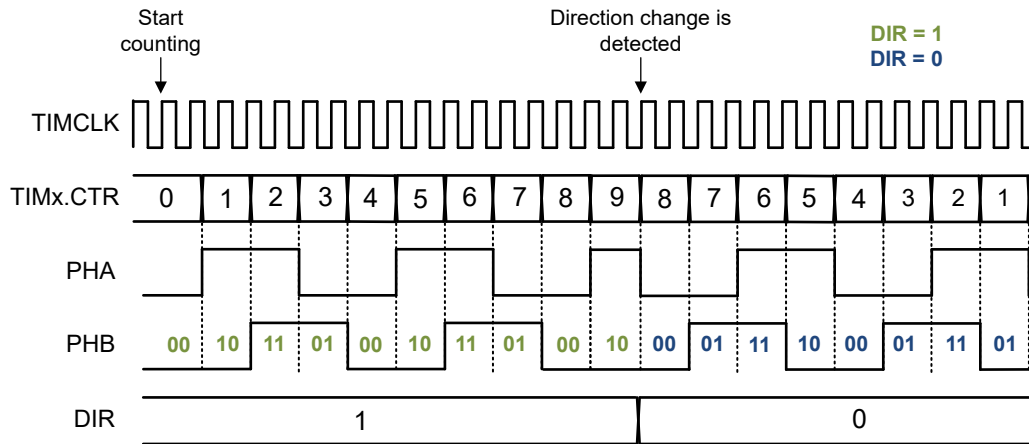 Start
counting
Direction change is
detected
DIR = 1
DIR = 0
TIMCLK
TIMx.CTR 0 1 2 3 4 5 6 7 8 9 8 7 6 5 4 3 2 1
PHA
PHB 00 10 11 01 00 10 11 01 00 10 00 01 11 10 00 01 11 01
DIR 1 0